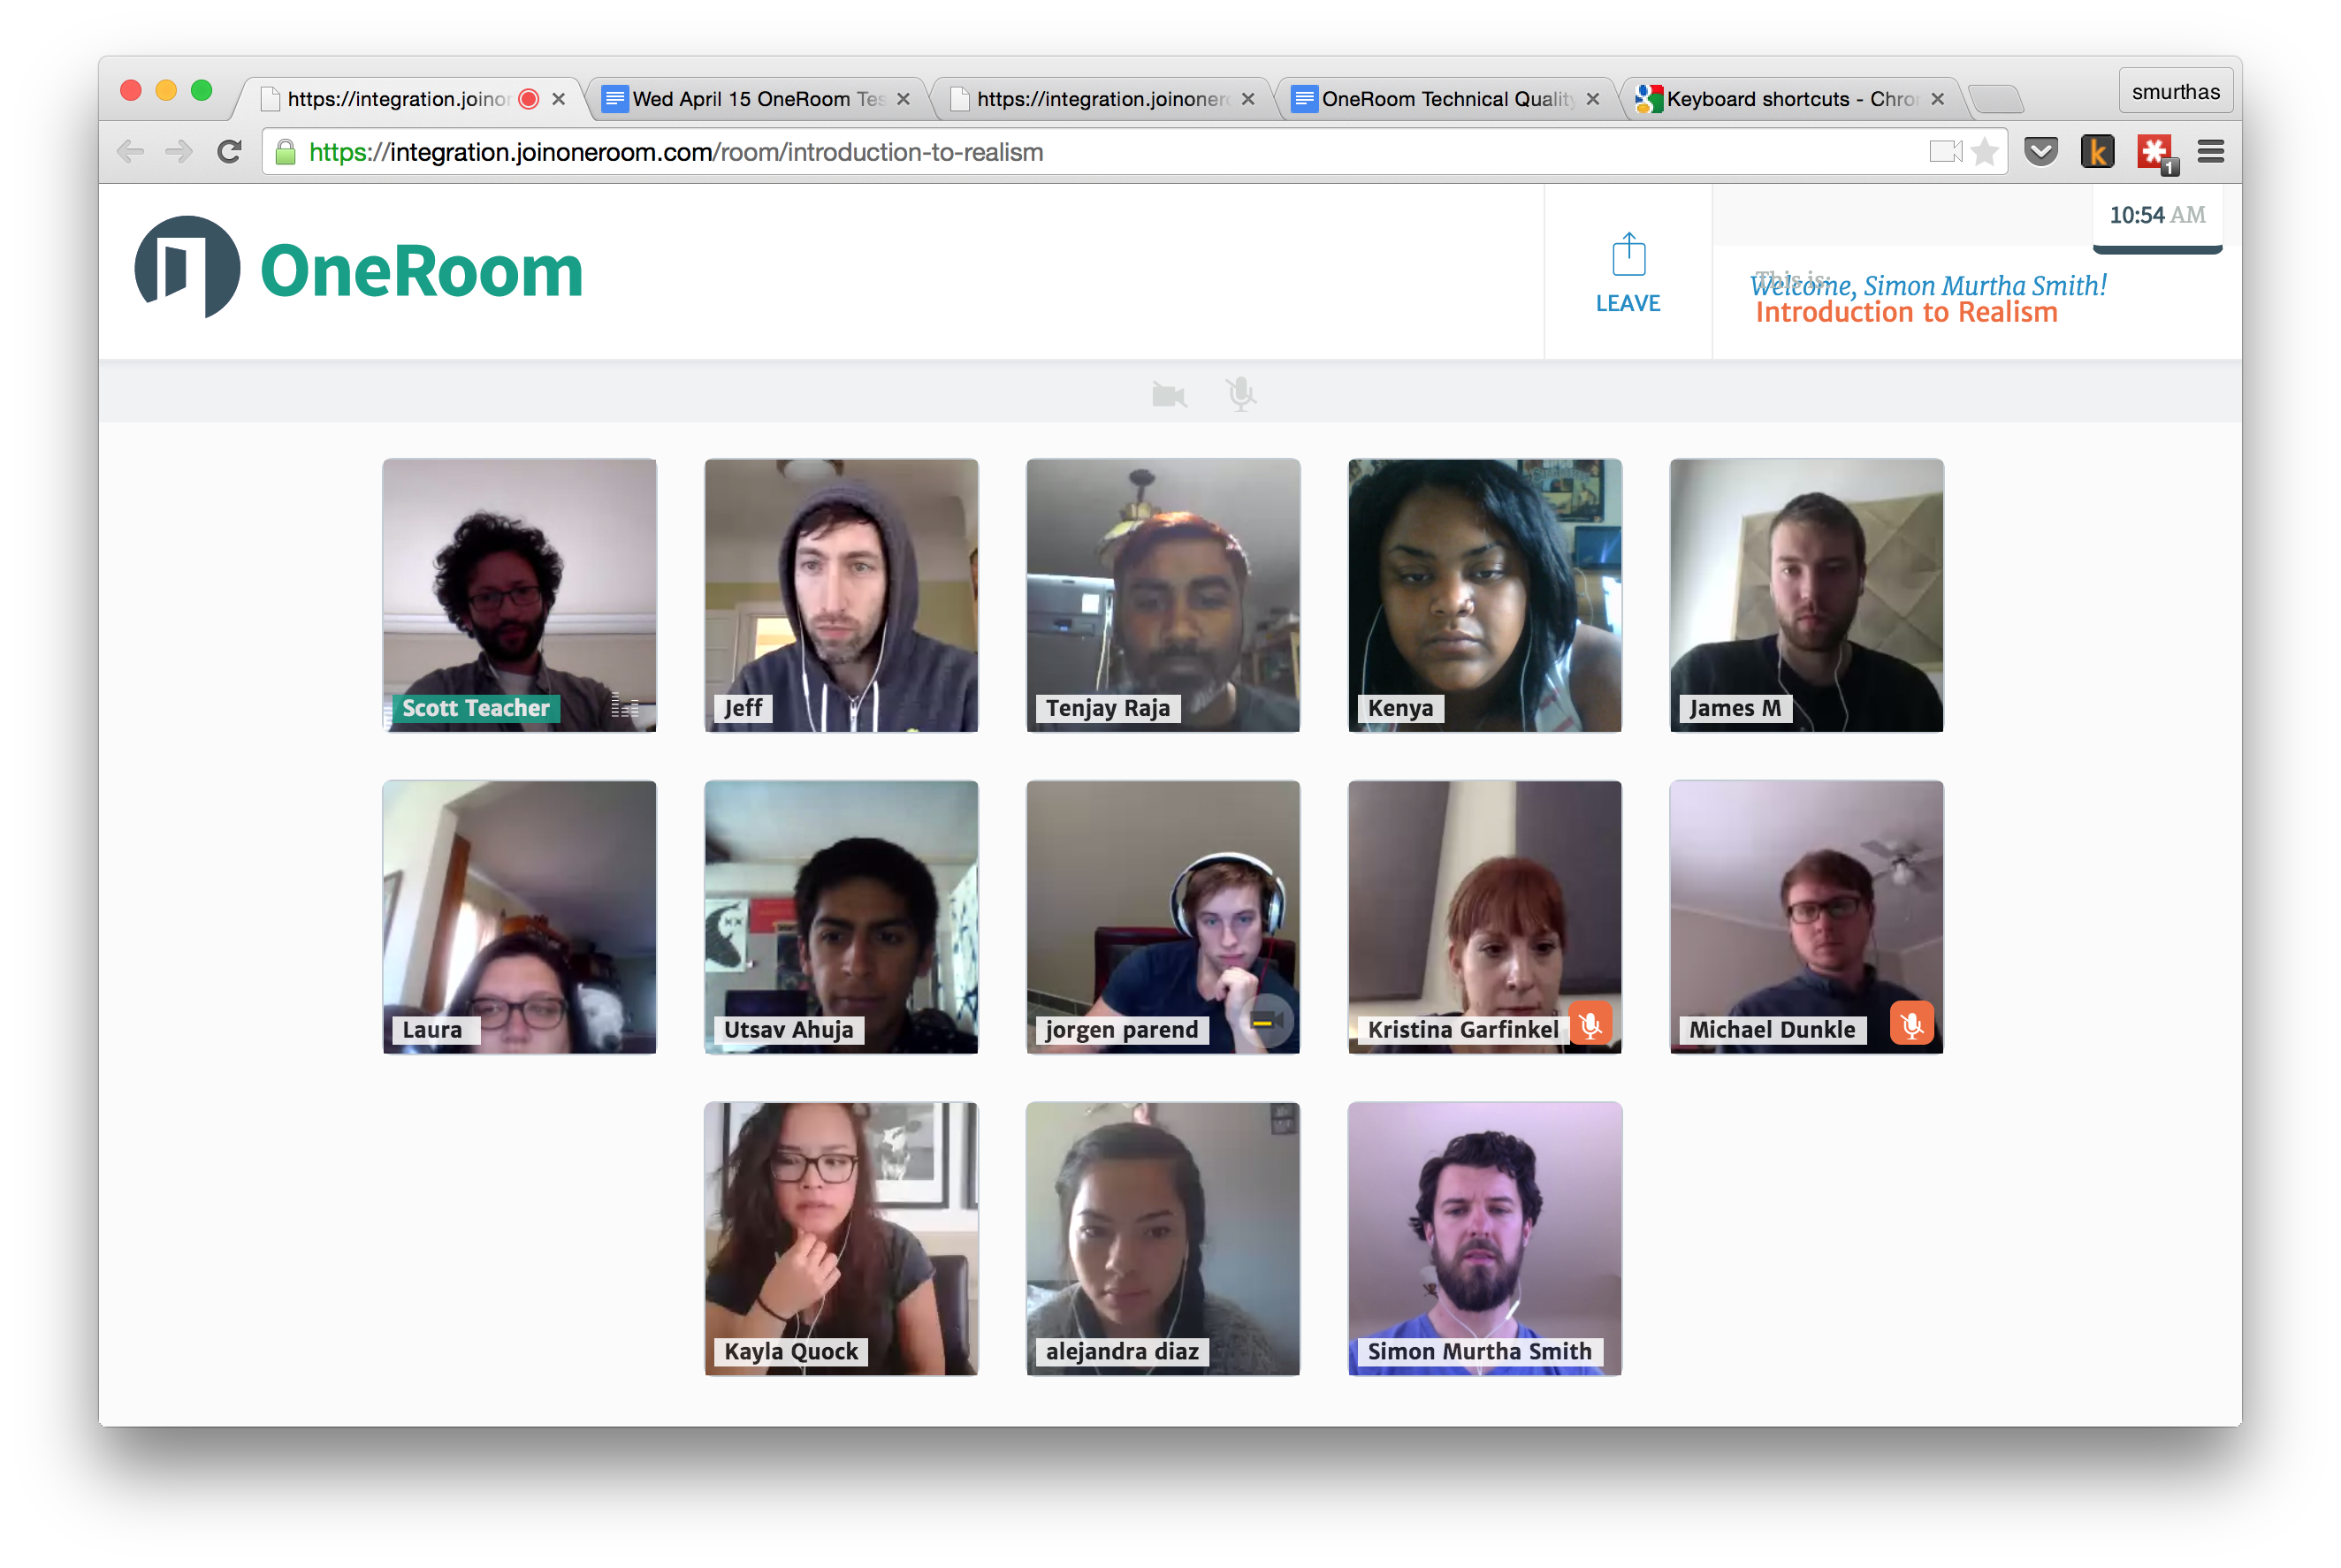 https://integration.joinor
Wed April 15 OneRoom Tes
https://integration.joinoner
OneRoom Technical Quality
Keyboard shortcuts - Chro
smurthas
https://integration.joinoneroom.com/room/introduction-to-realism
k
1
10:54 AM
OneRoom
LEAVE
This is:
Welcome, Simon Murtha Smith!
Introduction to Realism
Scott Teacher
Jeff
Tenjay Raja
Kenya
James M
Laura
Utsav Ahuja
jorgen parend
Kristina Garfinkel
Michael Dunkle
Kayla Quock
alejandra diaz
Simon Murtha Smith